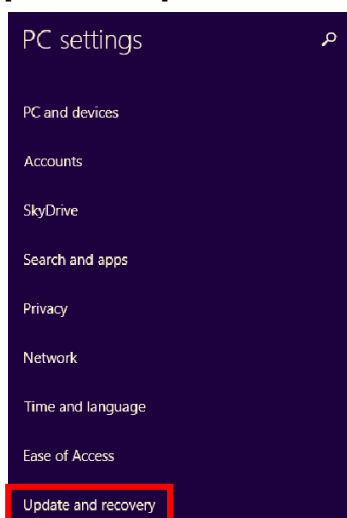 PC settings
PC and devices
Accounts
SkyDrive
Search and apps
Privacy
Network
Time and language
Ease of Access
Update and recovery